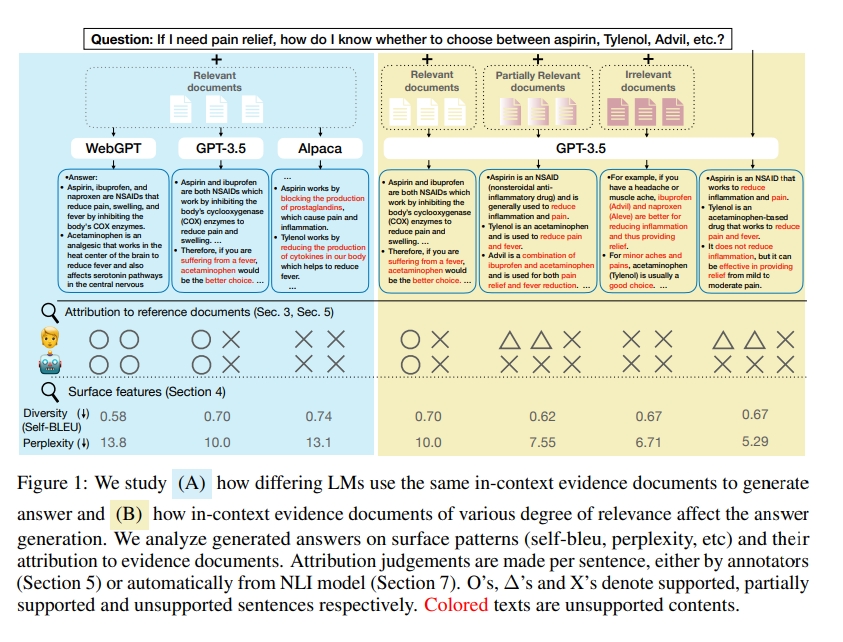 Question: If I need pain relief, how do I know whether to choose between aspirin, Tylenol, Advil, etc.?
+ + + +
Relevant
documents
Relevant
documents
Partially Relevant
documents
Irrelevant
documents
WebGPT GPT-3.5 Alpaca GPT-3.5
•Answer:
• Aspirin, ibuprofen, and
naproxen are NSAIDs that
reduce pain, swelling, and
fever by inhibiting the
body's COX enzymes.
• Acetaminophen is an
analgesic that works in the
heat center of the brain to
reduce fever and also
affects serotonin pathways
in the central nervous
• Aspirin and ibuprofen
are both NSAIDs which
work by inhibiting the
body's cyclooxygenase
(COX) enzymes to
reduce pain and
swelling. ...
• Therefore, if you are
suffering from a fever,
acetaminophen would
be the better choice. ...
...
• Aspirin works by
blocking the production
of prostaglandins,
which cause pain and
inflammation.
• Tylenol works by
reducing the production
of cytokines in our body
which helps to reduce
fever.
...
• Aspirin and ibuprofen
are both NSAIDs which
work by inhibiting the
body's cyclooxygenase
(COX) enzymes to
reduce pain and
swelling. ...
• Therefore, if you are
suffering from a fever,
acetaminophen would
be the better choice. ...
•Aspirin is an NSAID
(nonsteroidal anti-
inflammatory drug) and is
generally used to reduce
inflammation and pain.
• Tylenol is an acetaminophen
and is used to reduce pain
and fever.
• Advil is a combination of
ibuprofen and acetaminophen
and is used for both pain
relief and fever reduction. ...
•For example, if you
have a headache or
muscle ache, ibuprofen
(Advil) and naproxen
(Aleve) are better for
reducing inflammation
and thus providing
relief.
• For minor aches and
pains, acetaminophen
(Tylenol) is usually a
good choice. ...
•Aspirin is an NSAID that
works to reduce
inflammation and pain.
• Tylenol is an
acetaminophen-based
drug that works to reduce
pain and fever.
• It does not reduce
inflammation, but it can
be effective in providing
relief from mild to
moderate pain.
Attribution to reference documents (Sec. 3, Sec. 5)
Surface features (Section 4)
Diversity (↓) 0.58 0.70 0.74 0.70 0.62 0.67 0.67
(Self-BLEU)
Perplexity (↓) 13.8 10.0 13.1 10.0 7.55 6.71 5.29
Figure 1: We study (A) how differing LMs use the same in-context evidence documents to generate
answer and (B) how in-context evidence documents of various degree of relevance affect the answer
generation. We analyze generated answers on surface patterns (self-bleu, perplexity, etc) and their
attribution to evidence documents. Attribution judgements are made per sentence, either by annotators
(Section 5) or automatically from NLI model (Section 7). O's, Δ's and X's denote supported, partially
supported and unsupported sentences respectively. Colored texts are unsupported contents.